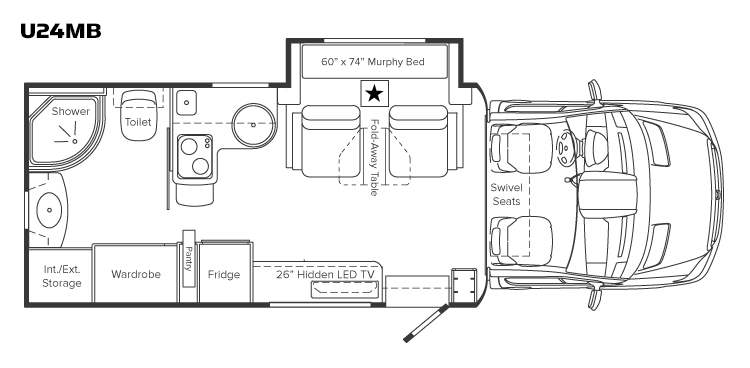 U24MB
60" x 74" Murphy Bed
Shower
Toilet
Fold-Away Table
Swivel
Seats
Int./Ext.
Storage
Wardrobe
Pantry
Fridge
26" Hidden LED TV